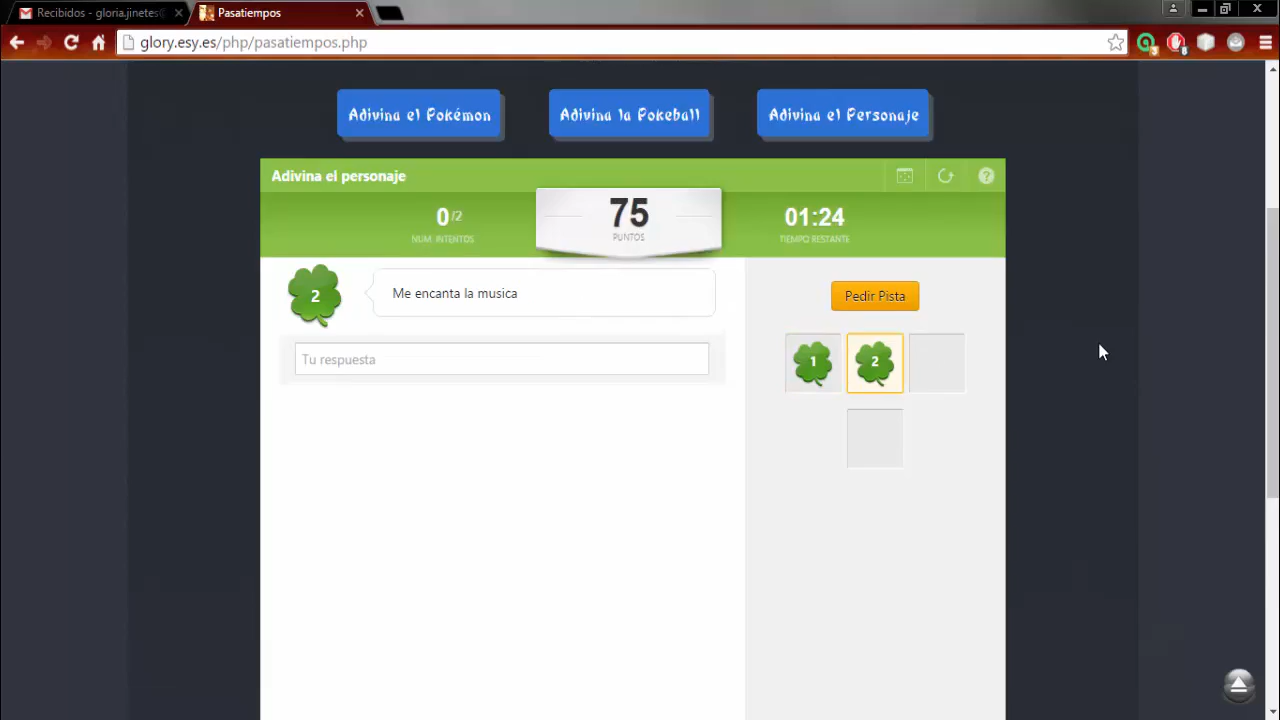 Recibidos - gloria.jinetes
Pasatiempos
glory.esy.es/php/pasatiempos.php
3
8
Adivina el Pokémon
Adivina la Pokeball
Adivina el Personaje
Adivina el personaje
?
0/2
NUM. INTENTOS
75
PUNTOS
01:24
TIEMPO RESTANTE
2
Me encanta la musica
Pedir Pista
Tu respuesta
1
2